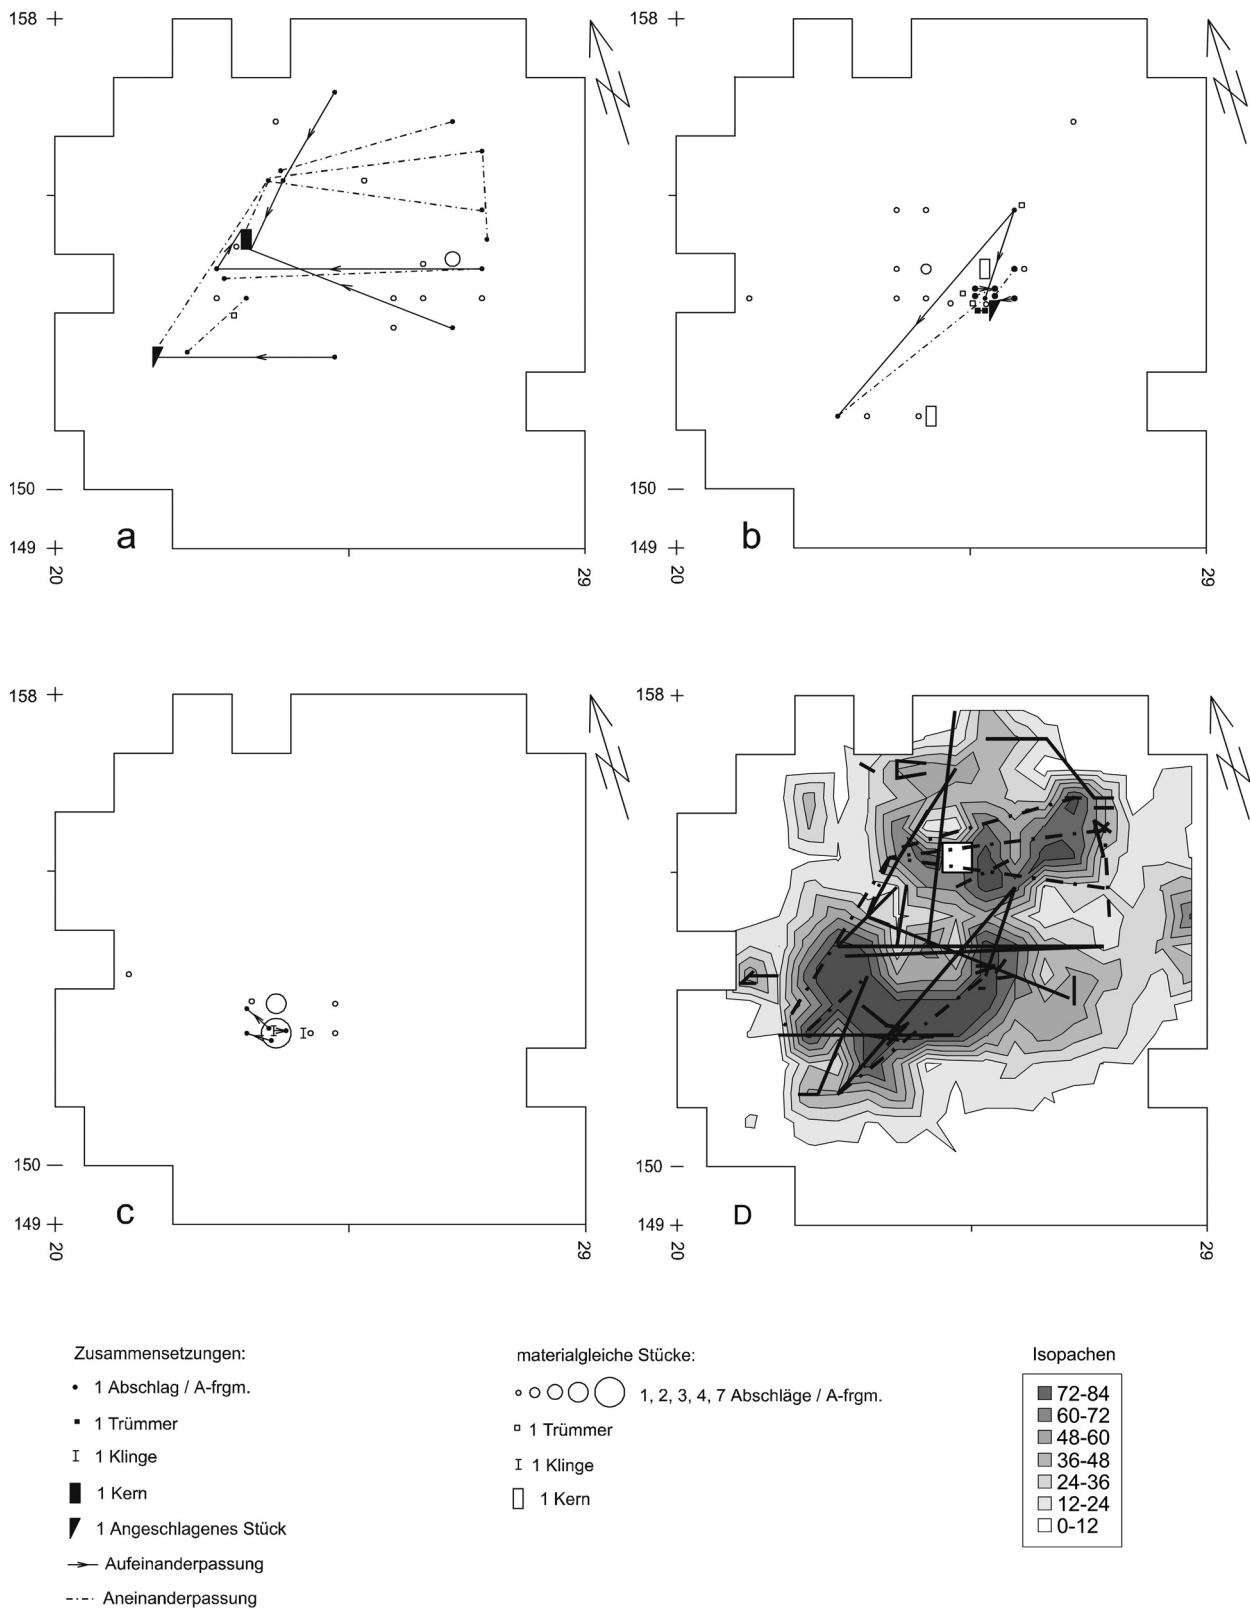 158
158
a
b
150
150
149
149
20
29
20
29
158
158
c
D
150
150
149
149
20
29
20
29
Zusammensetzungen:
1 Abschlag / A-frgm.
1 Trümmer
1 Klinge
1 Kern
1 Angeschlagenes Stück
Aufeinanderpassung
Aneinanderpassung
materialgleiche Stücke:
1, 2, 3, 4, 7 Abschläge / A-frgm.
1 Trümmer
1 Klinge
1 Kern
Isopachen
72-84
60-72
48-60
36-48
24-36
12-24
0-12